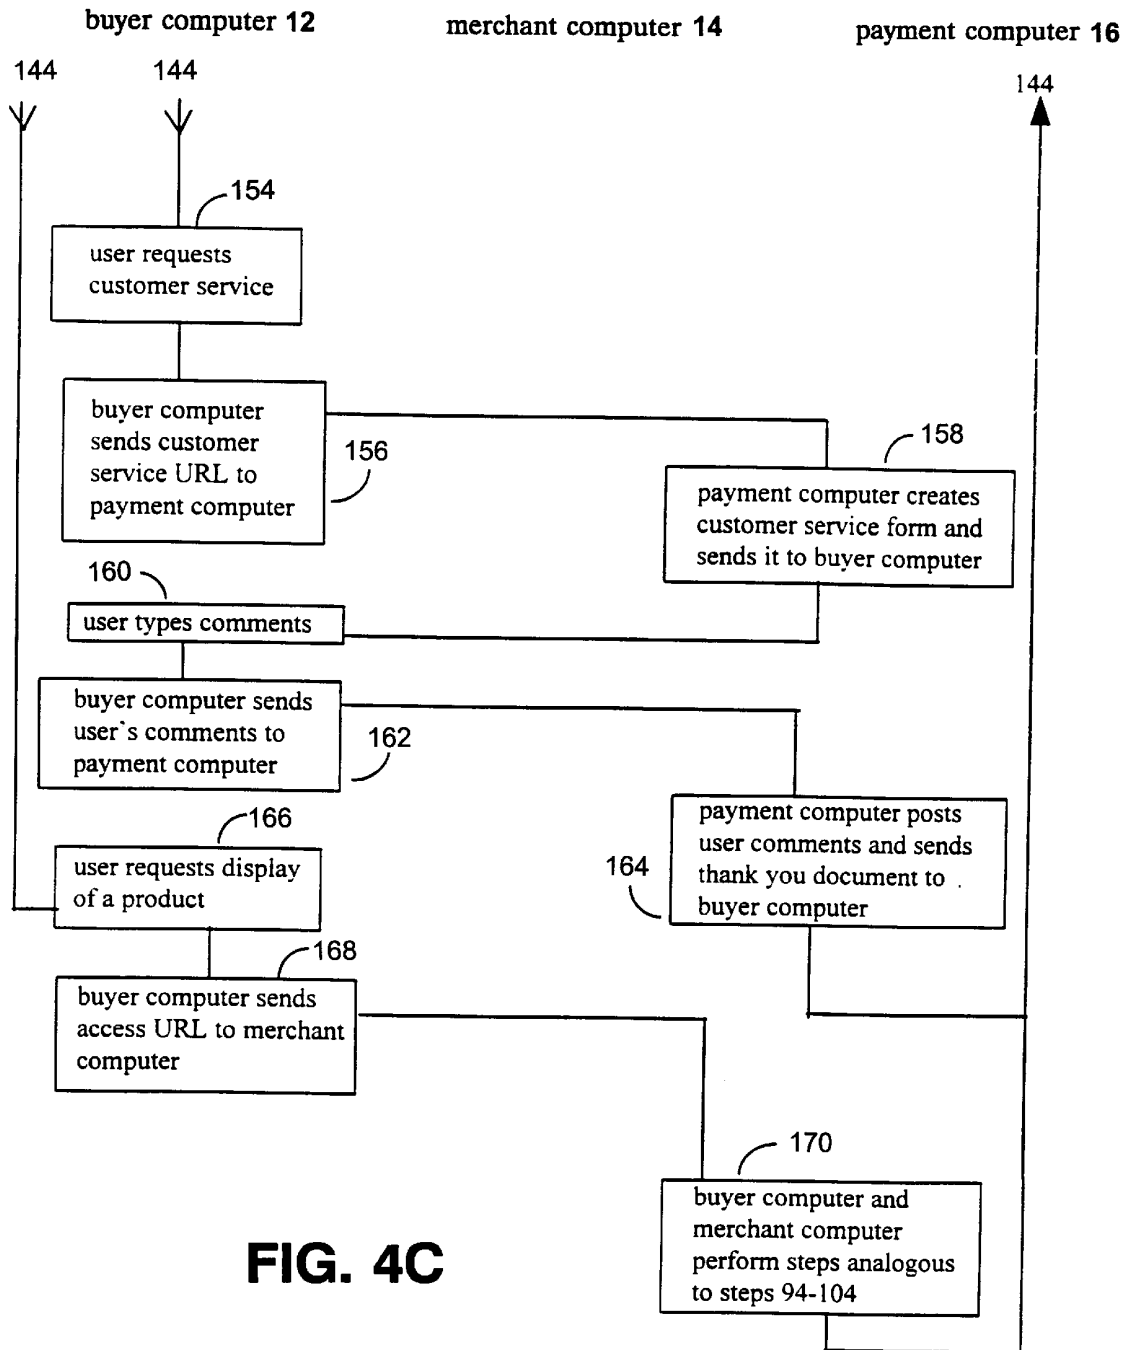 buyer computer 12
merchant computer 14
payment computer 16
144
144
144
154
user requests
customer service
buyer computer
sends customer
service URL to
payment computer
156
158
payment computer creates
customer service form and
sends it to buyer computer
160
user types comments
buyer computer sends
user`s comments to
payment computer
162
payment computer posts
user comments and sends
thank you document to
buyer computer
164
166
user requests display
of a product
168
buyer computer sends
access URL to merchant
computer
170
buyer computer and
merchant computer
perform steps analogous
to steps 94-104
FIG. 4C